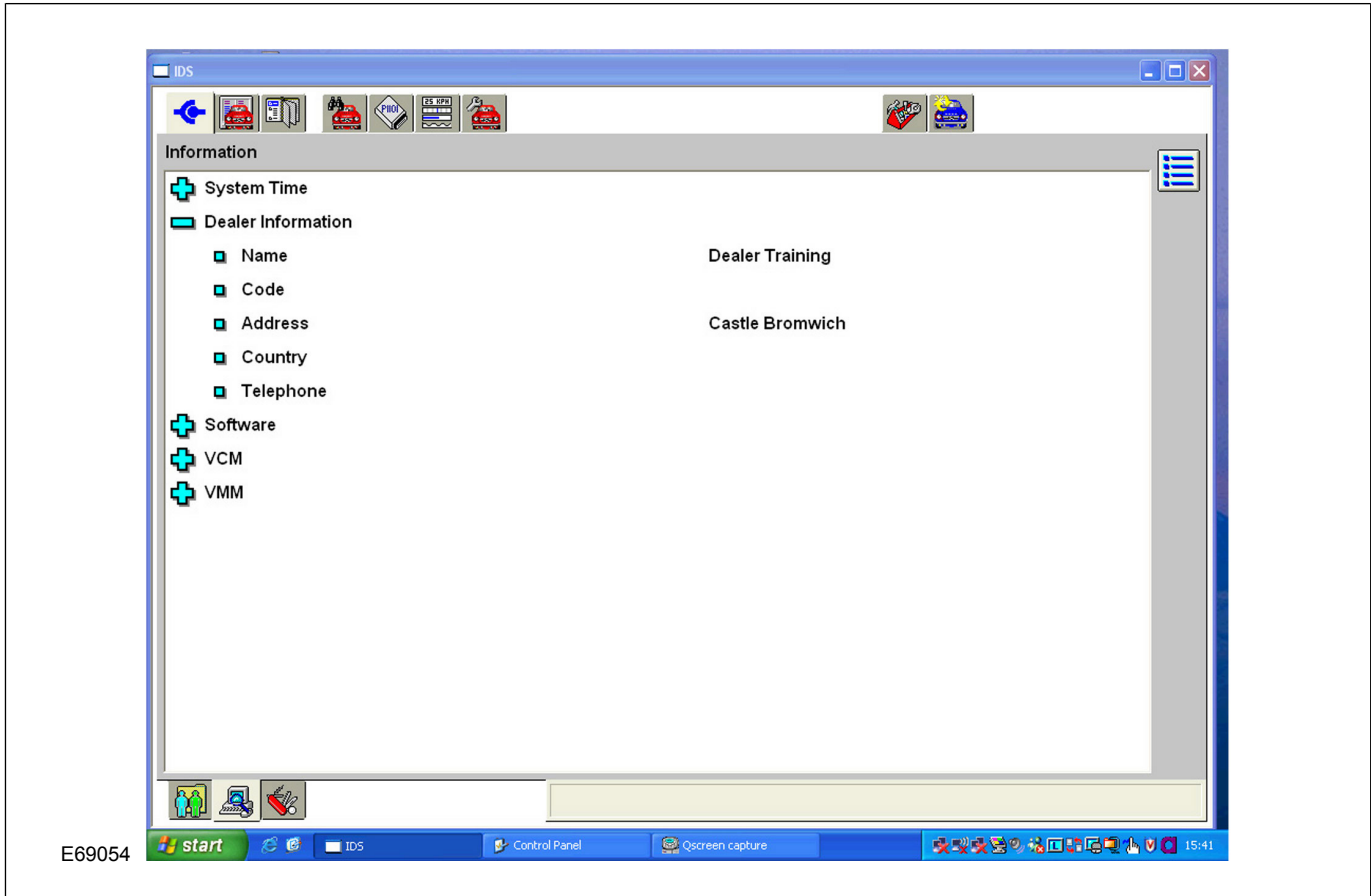 IDS
P1101
25 KPH
Information
System Time
Dealer Information
Name Dealer Training
Code
Address Castle Bromwich
Country
Telephone
Software
VCM
VMM
E69054
start IDS Control Panel Qscreen capture 15:41